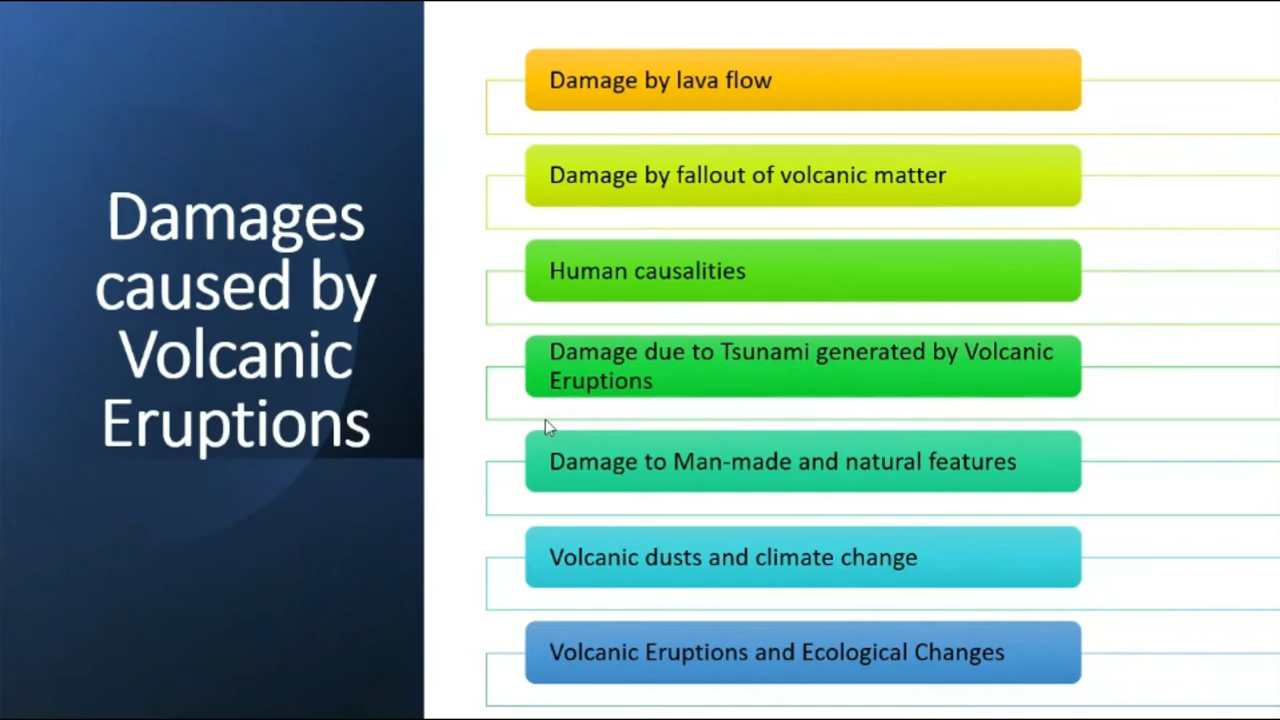 Damages
caused by
Volcanic
Eruptions
Damage by lava flow
Damage by fallout of volcanic matter
Human causalities
Damage due to Tsunami generated by Volcanic
Eruptions
Damage to Man-made and natural features
Volcanic dusts and climate change
Volcanic Eruptions and Ecological Changes